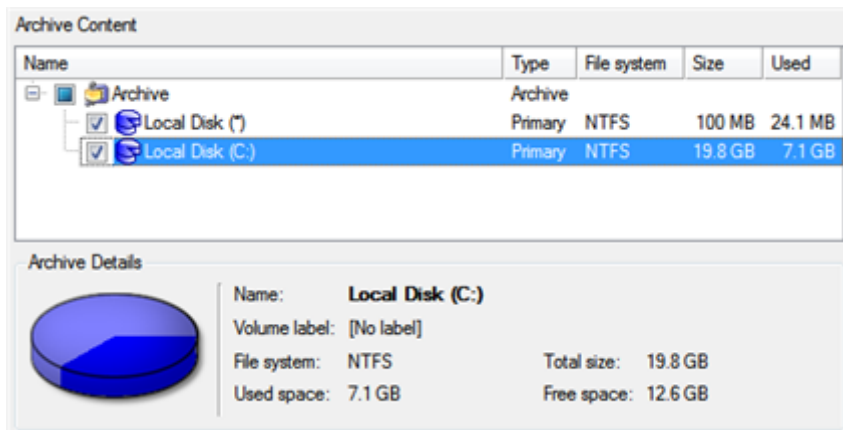 Archive Content
Name Type File system Size Used
Archive Archive
Local Disk (*) Primary NTFS 100 MB 24.1 MB
Local Disk (C:) Primary NTFS 19.8 GB 7.1 GB
Archive Details
Name: Local Disk (C:)
Volume label: [No label]
File system: NTFS Total size: 19.8 GB
Used space: 7.1 GB Free space: 12.6 GB